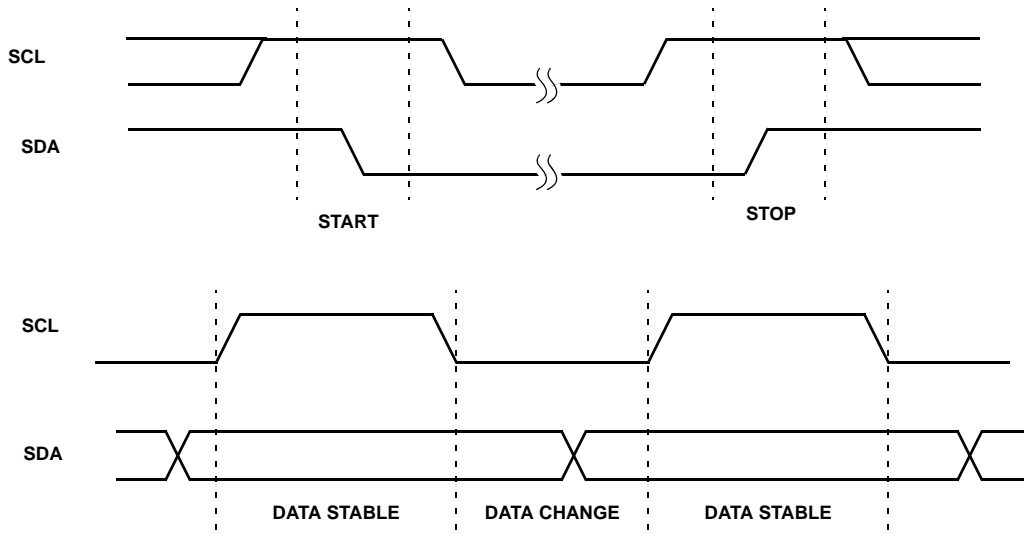 SCL
SDA
START
STOP
SCL
SDA
DATA STABLE
DATA CHANGE
DATA STABLE